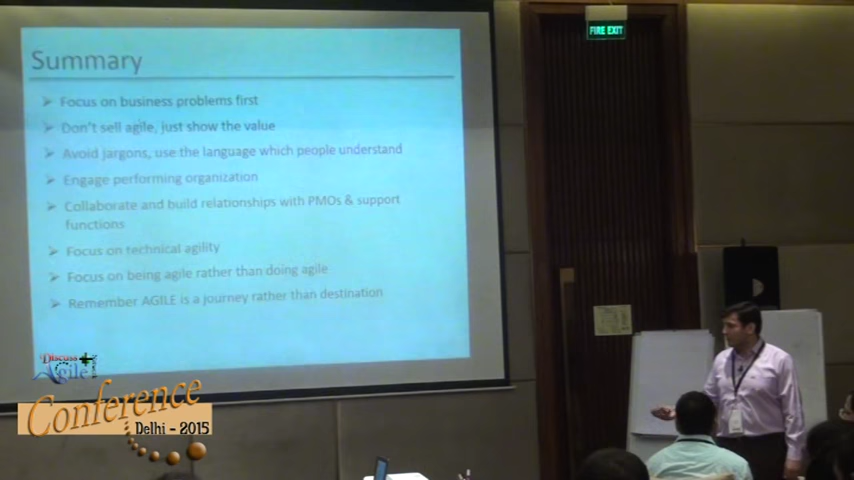 FIRE EXIT
Summary
Focus on business problems first
Don't sell agile, just show the value
Avoid jargons, use the language which people understand
Engage performing organization
Collaborate and build relationships with PMOs & support
functions
Focus on technical agility
Focus on being agile rather than doing agile
Remember AGILE is a journey rather than destination
Discuss
Agile
Conference
Delhi - 2015